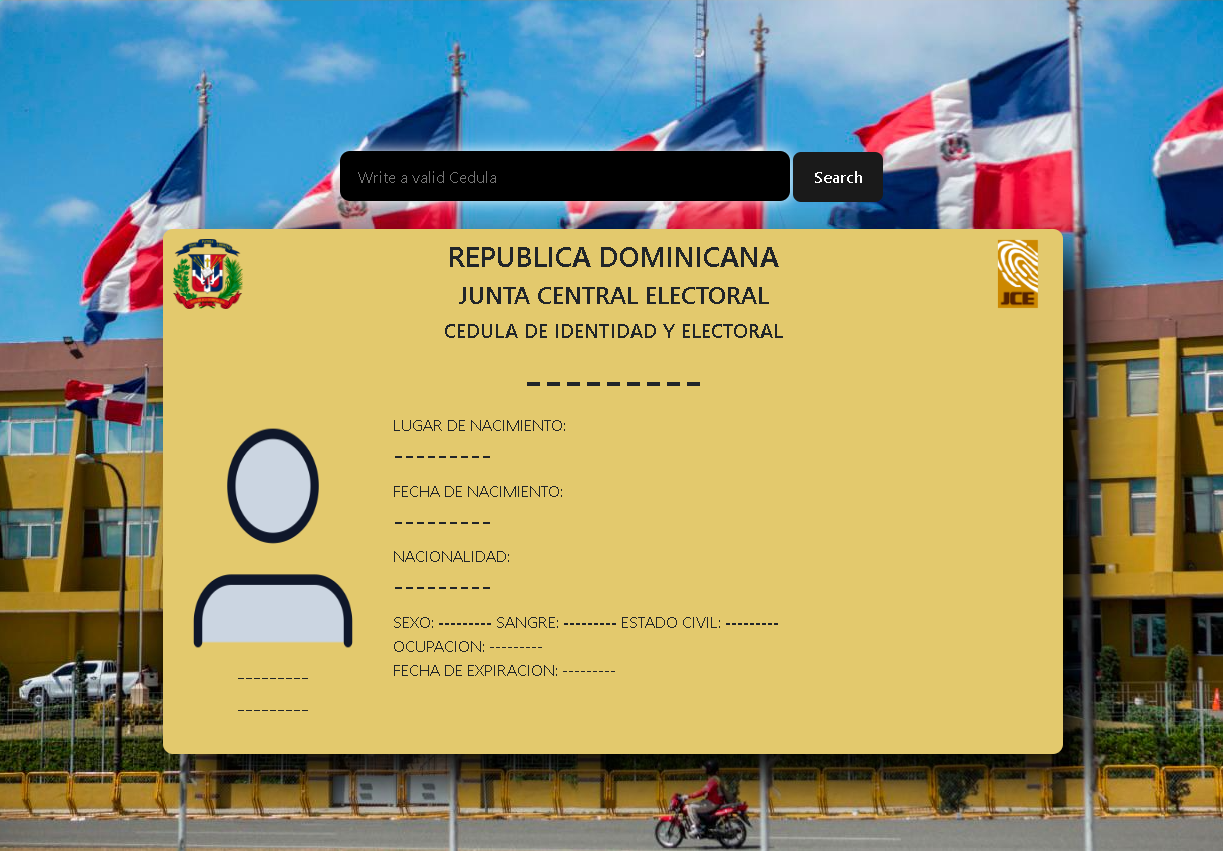 Write a valid Cedula
Search
REPUBLICA DOMINICANA
JUNTA CENTRAL ELECTORAL
CEDULA DE IDENTIDAD Y ELECTORAL
JCE
---------
LUGAR DE NACIMIENTO:
---------
FECHA DE NACIMIENTO:
---------
NACIONALIDAD:
---------
SEXO: --------- SANGRE: --------- ESTADO CIVIL: ---------
OCUPACION: ---------
FECHA DE EXPIRACION: ---------
---------
---------